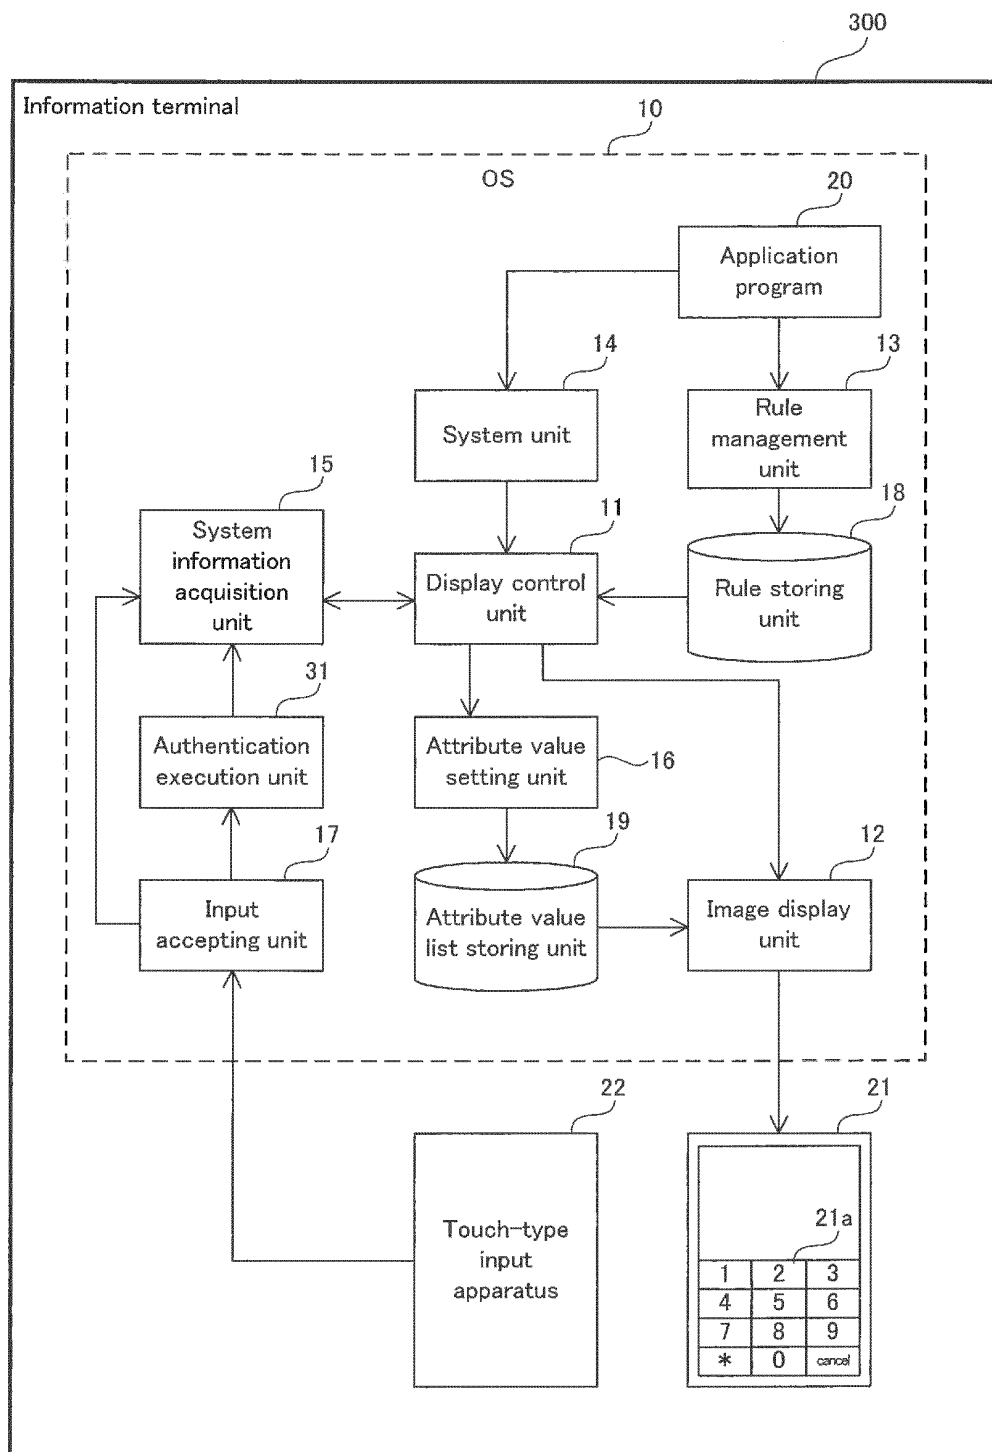 300
Information terminal
10
OS
20
Application
program
14
System unit
13
Rule
management
unit
15
System
information
acquisition
unit
11
Display control
unit
18
Rule storing
unit
31
Authentication
execution unit
Attribute value
setting unit
16
17
Input
accepting unit
19
Attribute value
list storing unit
12
Image display
unit
22
Touch-type
input
apparatus
21
21a
1 2 3
4 5 6
7 8 9
* 0 cancel